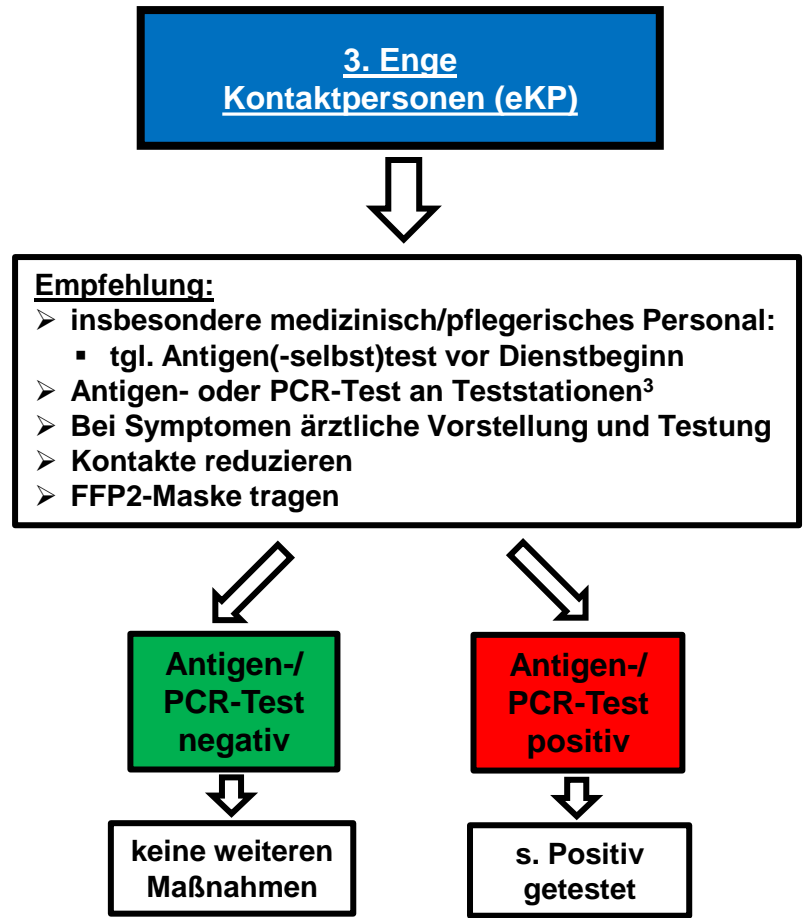 3. Enge
Kontaktpersonen (eKP)
Empfehlung:
➢ insbesondere medizinisch/pflegerisches Personal:
▪ tgl. Antigen(-selbst)test vor Dienstbeginn
➢ Antigen- oder PCR-Test an Teststationen³
➢ Bei Symptomen ärztliche Vorstellung und Testung
➢ Kontakte reduzieren
➢ FFP2-Maske tragen
Antigen-/
PCR-Test
negativ
Antigen-/
PCR-Test
positiv
keine weiteren
Maßnahmen
s. Positiv
getestet